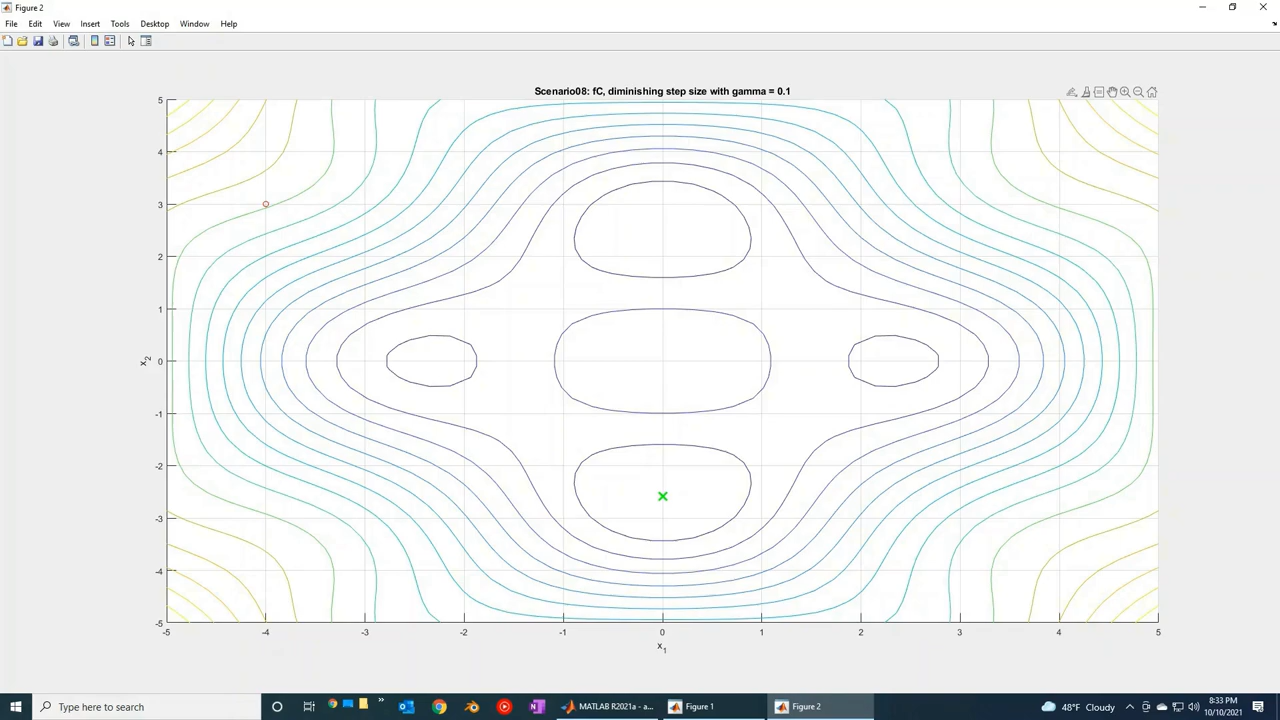 Figure 2
File Edit View Insert Tools Desktop Window Help
Scenario08: fC, diminishing step size with gamma = 0.1
5
4
3
2
1
0
-1
-2
-3
-4
-5
x2
-5 -4 -3 -2 -1 0 1 2 3 4 5
x1
Type here to search
MATLAB R2021a - a...
Figure 1
Figure 2
48°F Cloudy
8:33 PM
10/10/2021